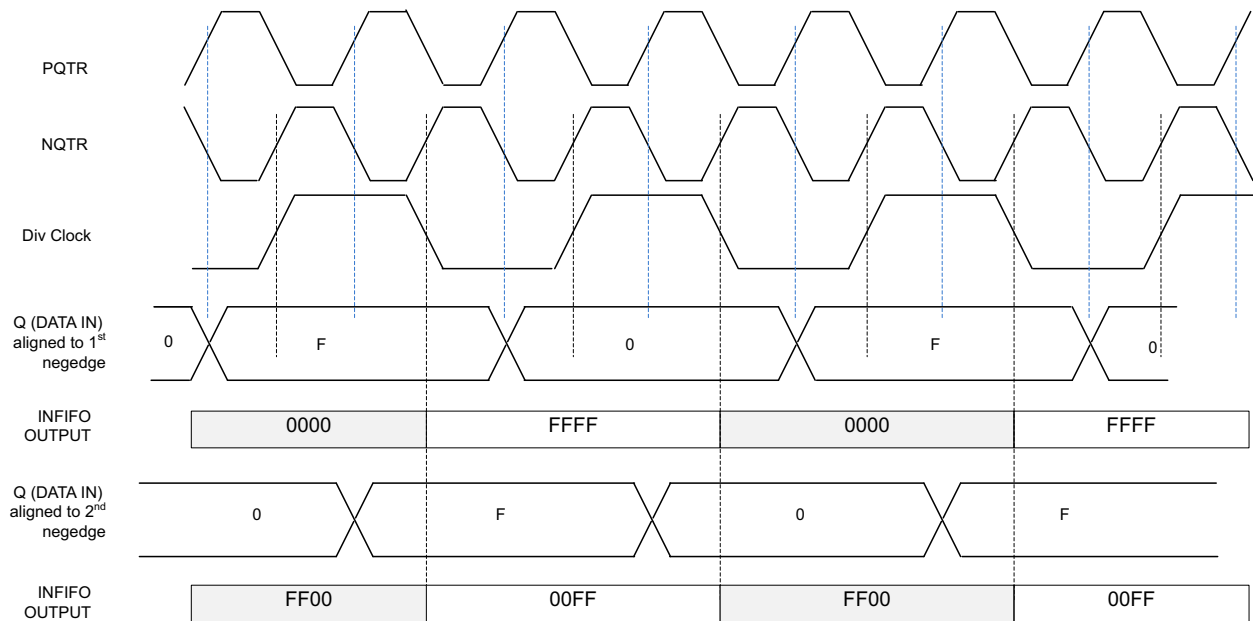 PQTR
NQTR
Div Clock
Q (DATA IN)
aligned to 1st
negedge
0 F 0 F 0
INFIFO
OUTPUT
0000 FFFF 0000 FFFF
Q (DATA IN)
aligned to 2nd
negedge
0 F 0 F
INFIFO
OUTPUT
FF00 00FF FF00 00FF